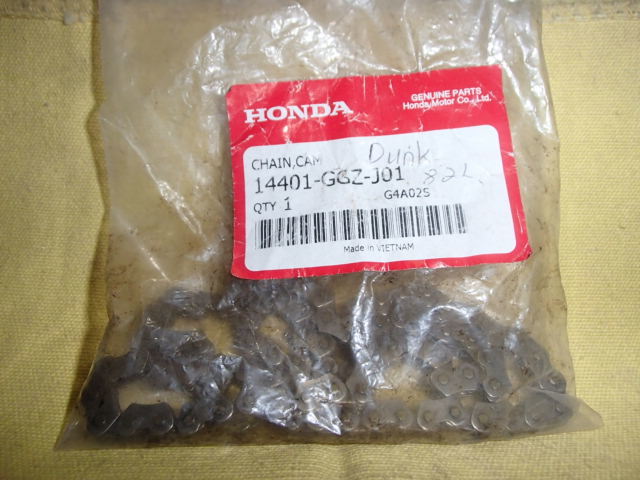 GENUINE PARTS
HONDA Honda Motor Co., Ltd.
CHAIN,CAM Dunk
14401-GGZ-J01 82L
QTY 1 G4A02S
Made in VIETNAM